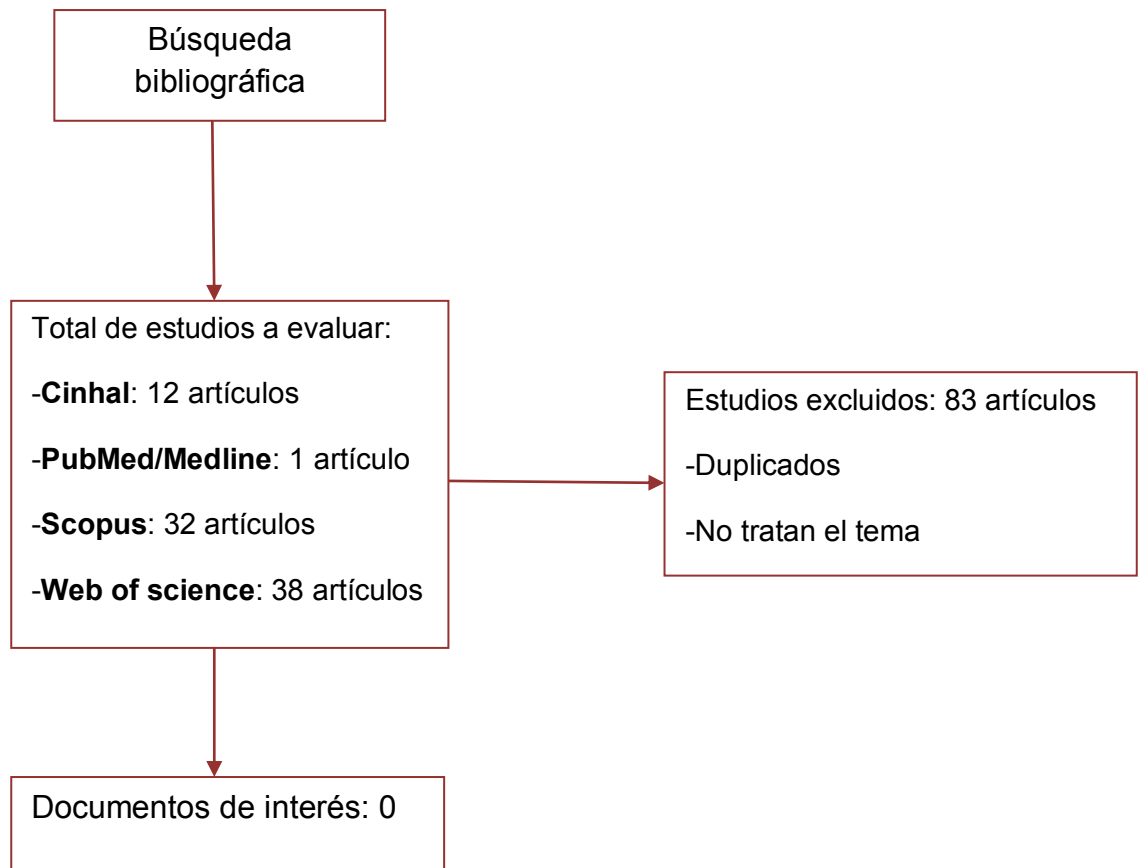 Búsqueda
bibliográfica
Total de estudios a evaluar:
-Cinhal: 12 artículos
-PubMed/Medline: 1 artículo
-Scopus: 32 artículos
-Web of science: 38 artículos
Estudios excluidos: 83 artículos
-Duplicados
-No tratan el tema
Documentos de interés: 0